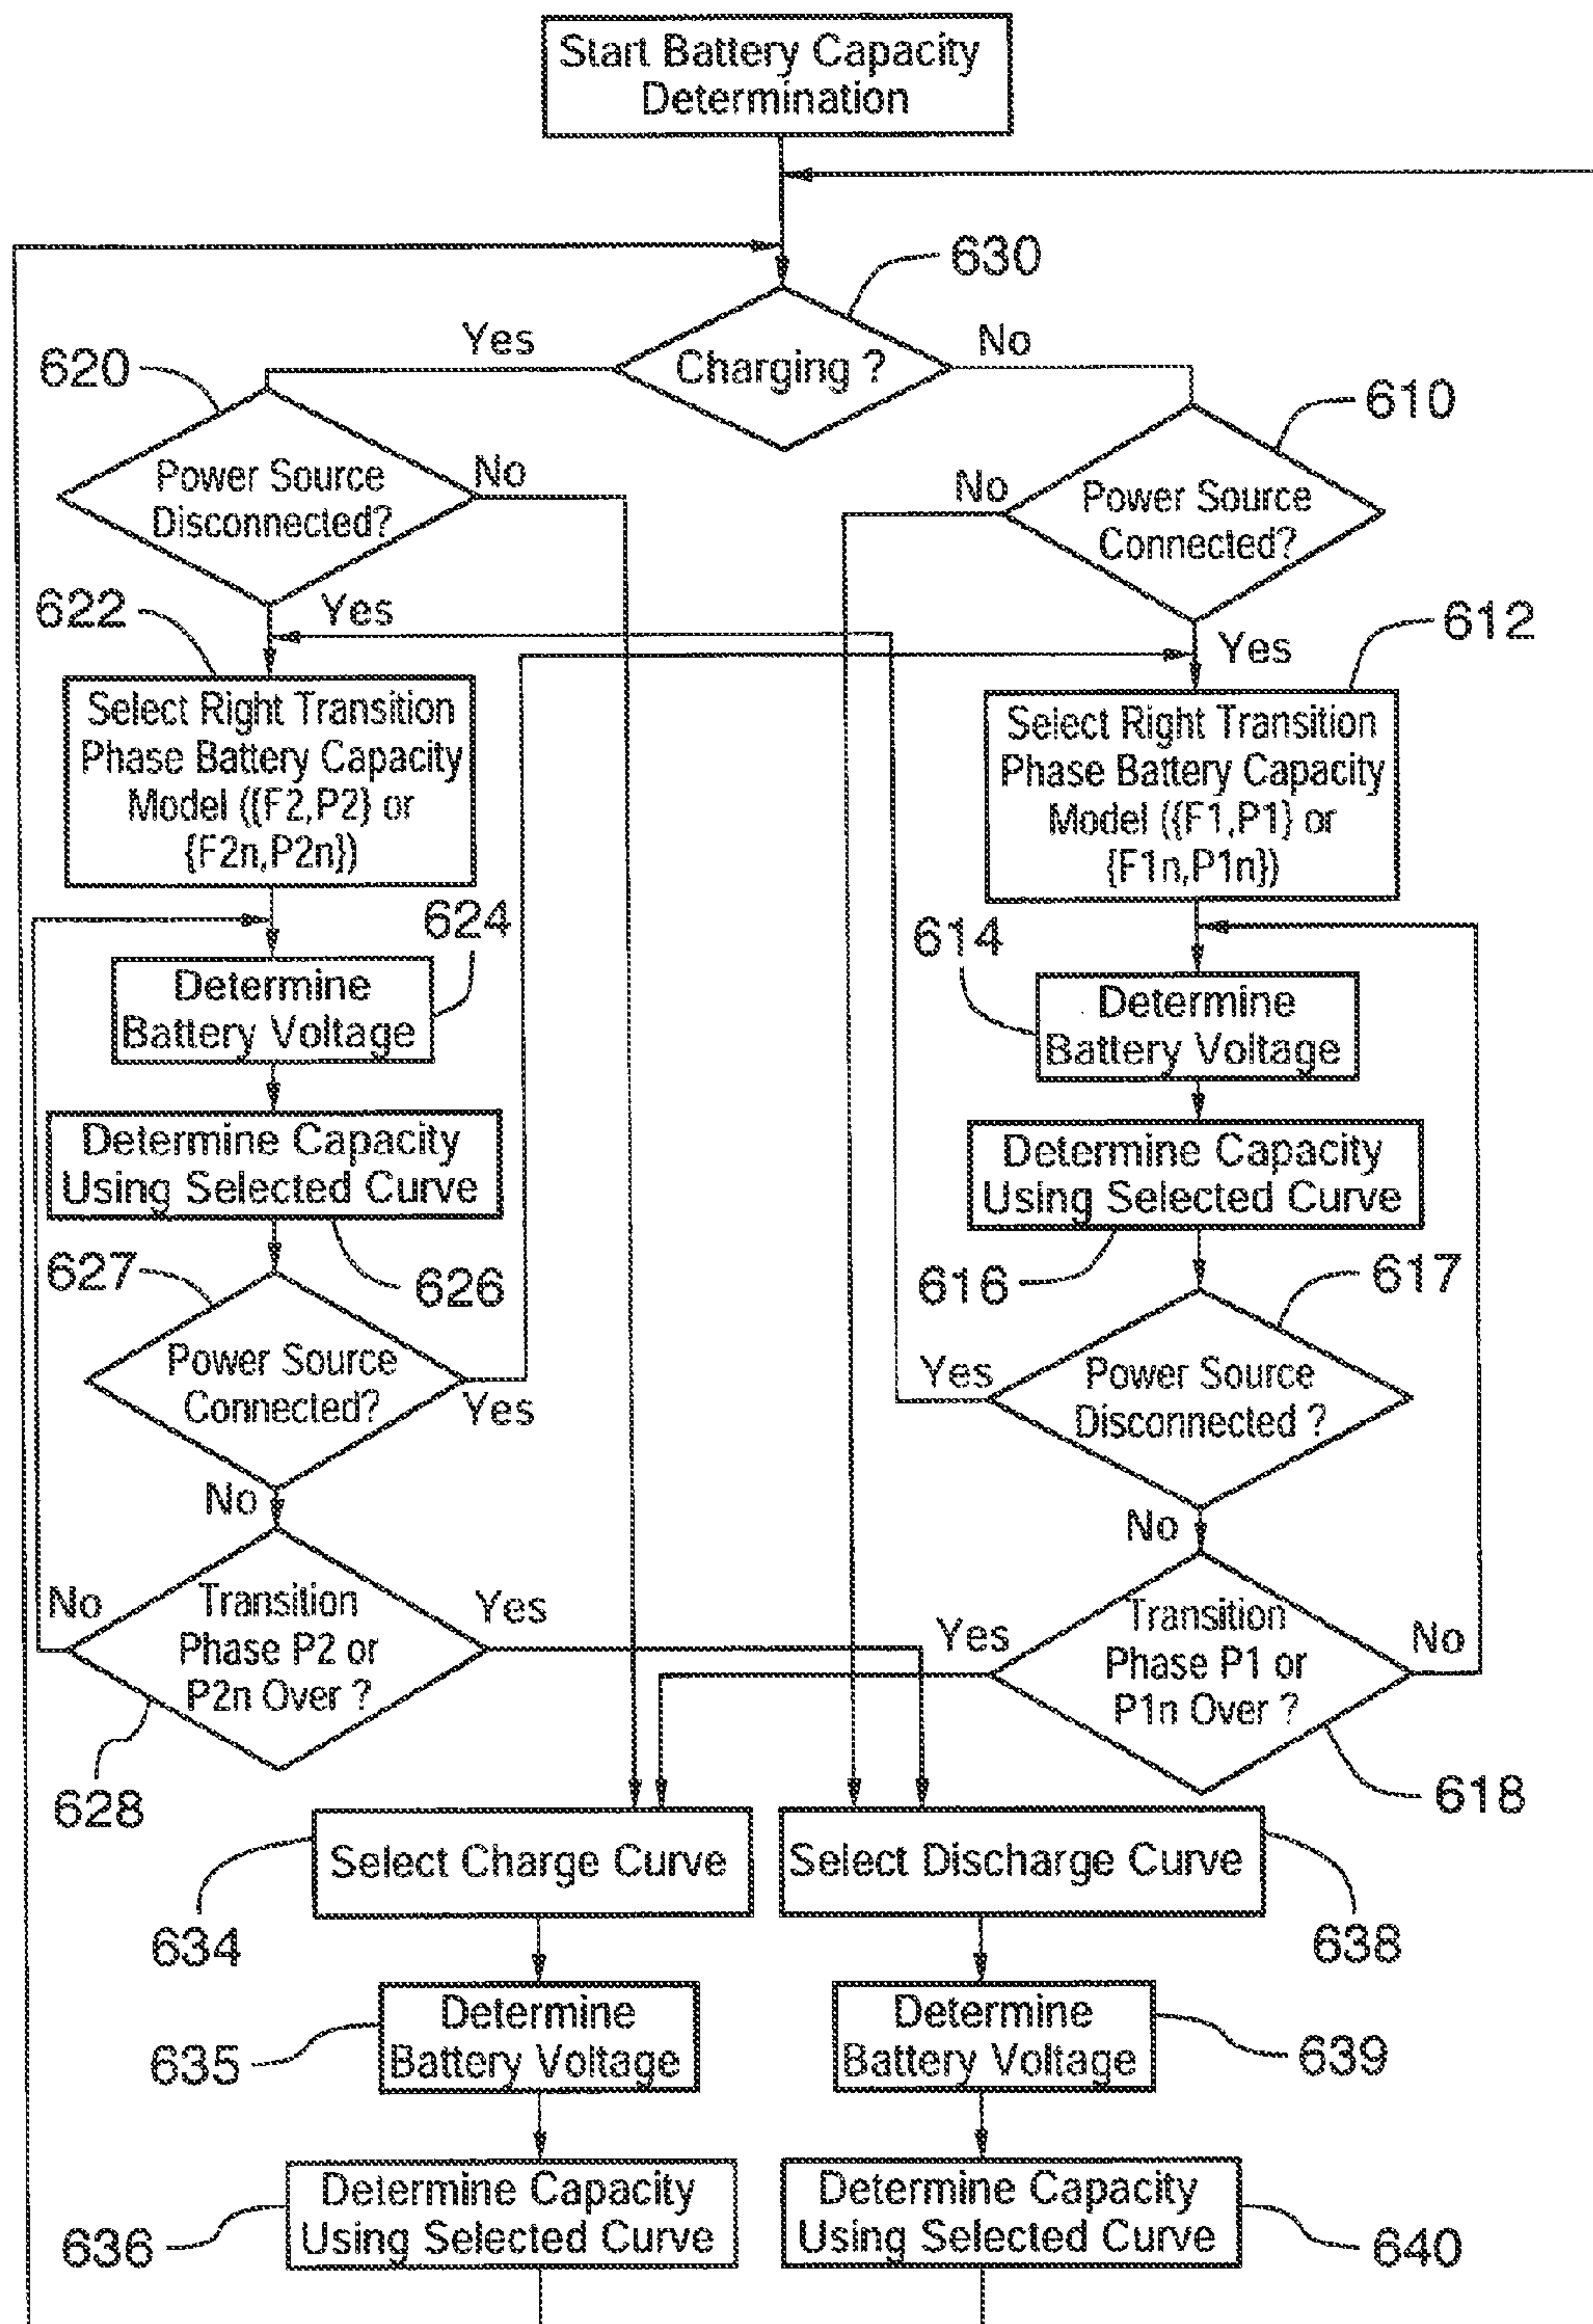 Start Battery Capacity
Determination
630
Yes
Charging ?
No
620
610
Power Source
Disconnected?
No
No
Power Source
Connected?
622
Yes
612
Yes
Select Right Transition
Phase Battery Capacity
Model ({F2,P2} or
{F2n,P2n})
Select Right Transition
Phase Battery Capacity
Model ({F1,P1} or
{F1n,P1n})
624
614
Determine
Battery Voltage
Determine
Battery Voltage
Determine Capacity
Using Selected Curve
Determine Capacity
Using Selected Curve
627
626
616
617
Power Source
Connected?
Yes
Yes
Power Source
Disconnected ?
No
No
No
Transition
Phase P2 or
P2n Over ?
Yes
Yes
Transition
Phase P1 or
P1n Over ?
No
628
618
Select Charge Curve
Select Discharge Curve
634
638
Determine
Battery Voltage
Determine
Battery Voltage
635
639
Determine Capacity
Using Selected Curve
Determine Capacity
Using Selected Curve
636
640